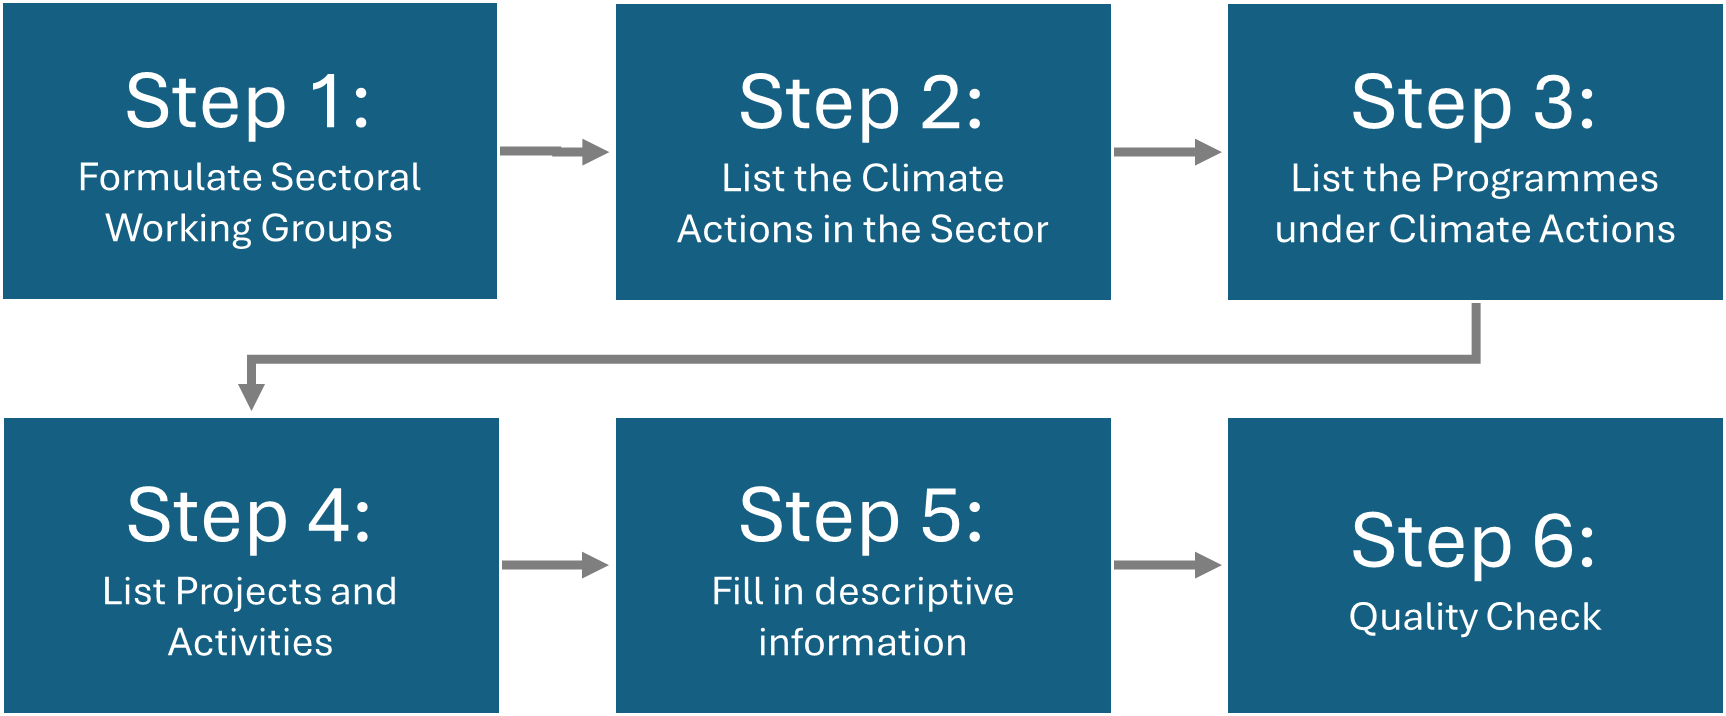 Step 1:
Formulate Sectoral
Working Groups
Step 2:
List the Climate
Actions in the Sector
Step 3:
List the Programmes
under Climate Actions
Step 4:
List Projects and
Activities
Step 5:
Fill in descriptive
information
Step 6:
Quality Check